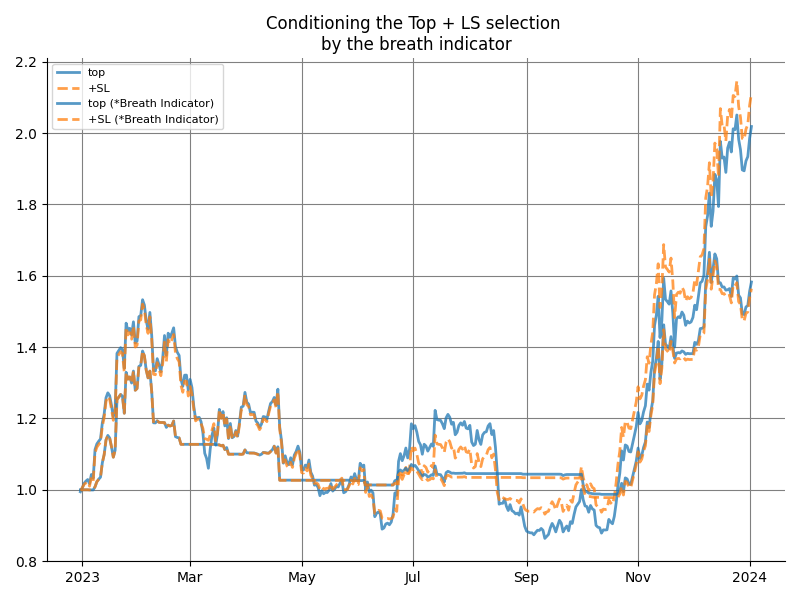 Conditioning the Top + LS selection
by the breath indicator
top
+SL
top (*Breath Indicator)
+SL (*Breath Indicator)
2.2
2.0
1.8
1.6
1.4
1.2
1.0
0.8
2023 Mar May Jul Sep Nov 2024